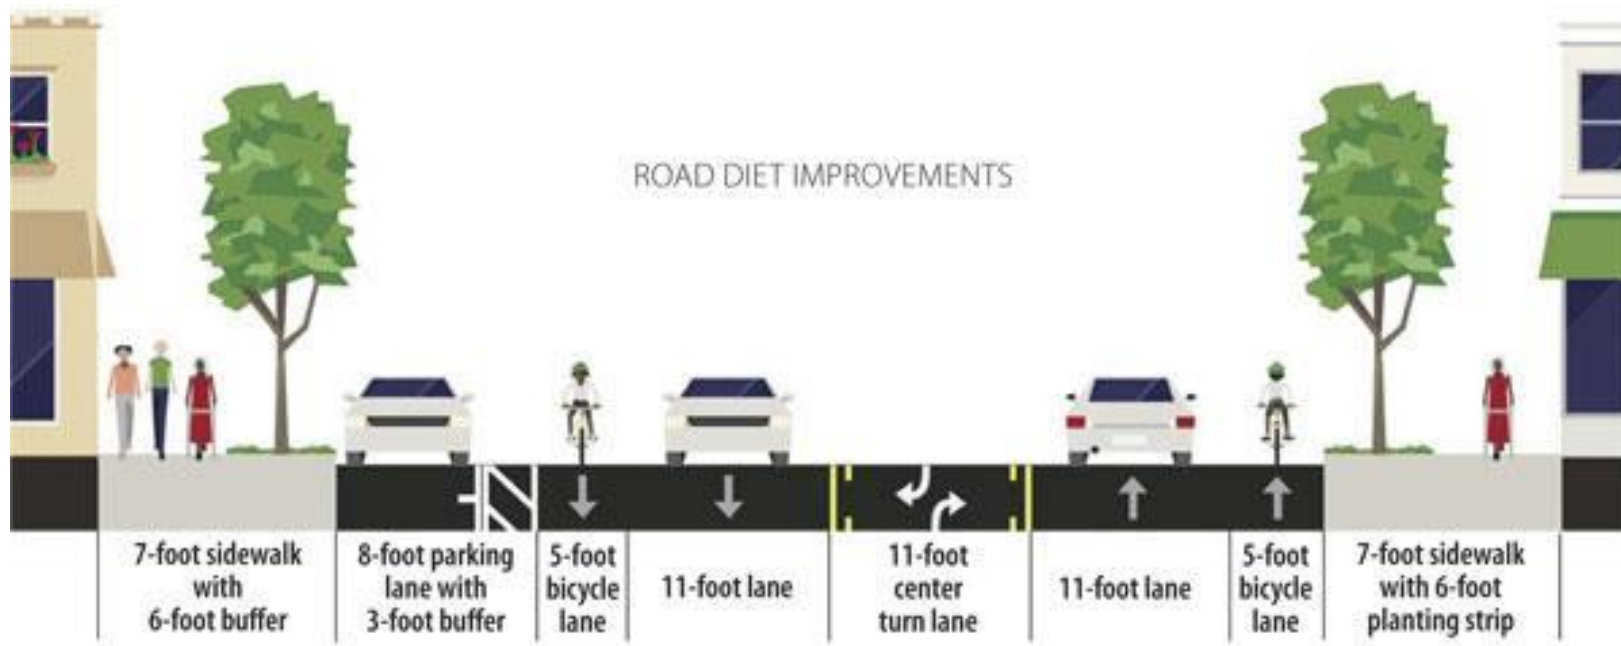 ROAD DIET IMPROVEMENTS
7-foot sidewalk
with
6-foot buffer
8-foot parking
lane with
3-foot buffer
5-foot
bicycle
lane
11-foot lane
11-foot
center
turn lane
11-foot lane
5-foot
bicycle
lane
7-foot sidewalk
with 6-foot
planting strip